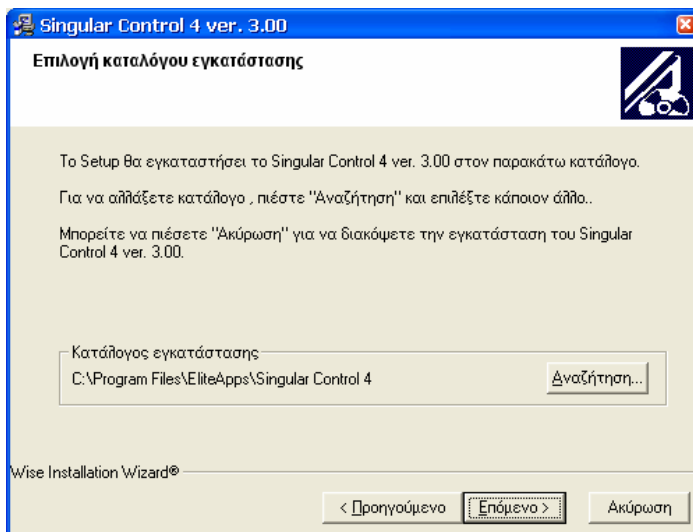 Singular Control 4 ver. 3.00
Επιλογή καταλόγου εγκατάστασης
Το Setup θα εγκαταστήσει το Singular Control 4 ver. 3.00 στον παρακάτω κατάλογο.
Για να αλλάξετε κατάλογο , πιέστε "Αναζήτηση" και επιλέξτε κάποιον άλλο..
Μπορείτε να πιέσετε "Ακύρωση" για να διακόψετε την εγκατάσταση του Singular
Control 4 ver. 3.00.
Κατάλογος εγκατάστασης
C:\Program Files\EliteApps\Singular Control 4
Αναζήτηση...
Wise Installation Wizard®
< Προηγούμενο
Επόμενο >
Ακύρωση